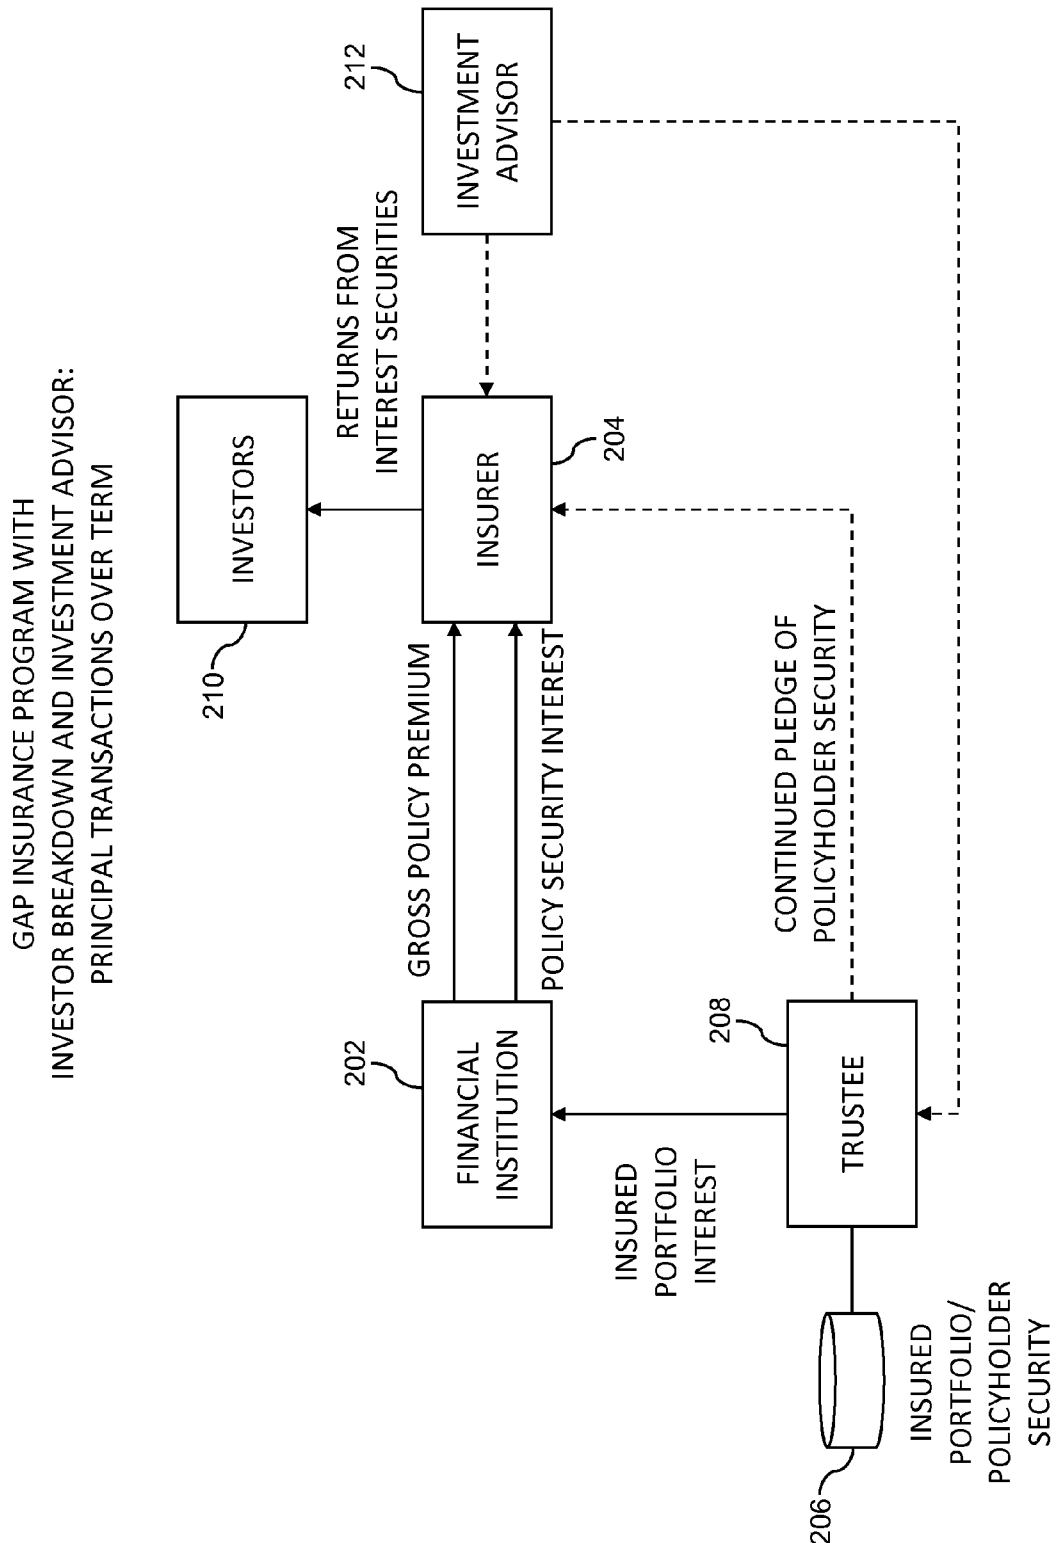 GAP INSURANCE PROGRAM WITH
INVESTOR BREAKDOWN AND INVESTMENT ADVISOR:
PRINCIPAL TRANSACTIONS OVER TERM
210
INVESTORS
RETURNS FROM
INTEREST SECURITIES
212
INVESTMENT
ADVISOR
202
FINANCIAL
INSTITUTION
GROSS POLICY PREMIUM
POLICY SECURITY INTEREST
INSURER
204
INSURED
PORTFOLIO
INTEREST
208
TRUSTEE
CONTINUED PLEDGE OF
POLICYHOLDER SECURITY
206
INSURED
PORTFOLIO/
POLICYHOLDER
SECURITY